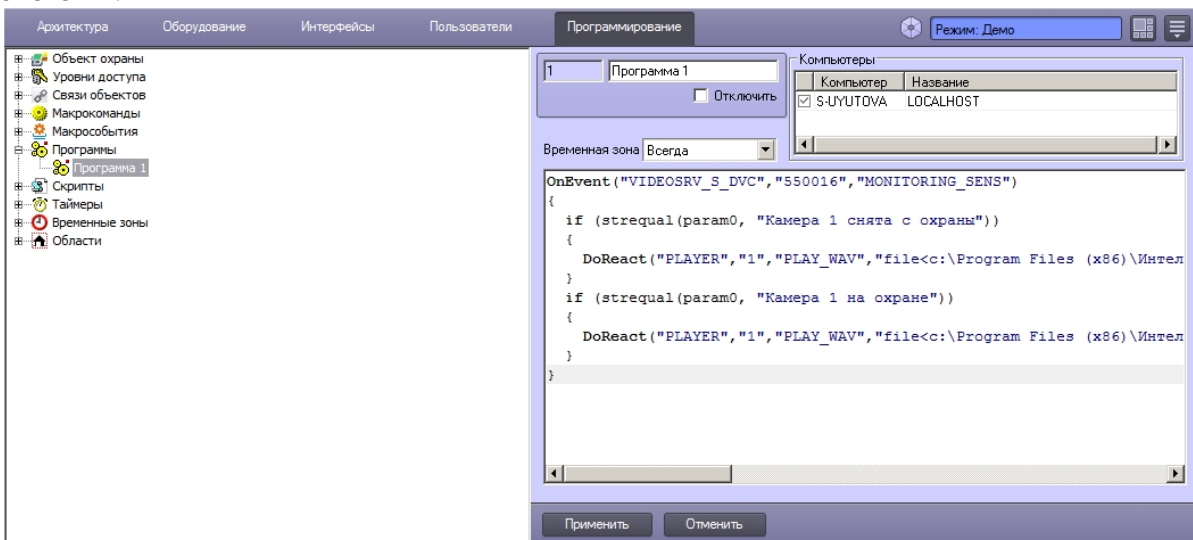 Архитектура Оборудование Интерфейсы Пользователи Программирование Режим: Демо
Объект охраны
Уровни доступа
Связи объектов
Макрокоманды
Макрособытия
Программы
Программа 1
Скрипты
Таймеры
Временные зоны
Области
1 Программа 1
Отключить
Временная зона Всегда
Компьютеры
Компьютер Название
S-UYUTOVA LOCALHOST
OnEvent("VIDEOSRV_S_DVC","550016","MONITORING_SENS")
{
if (strequal(param0, "Камера 1 снята с охраны"))
{
DoReact("PLAYER","1","PLAY_WAV","file<c:\Program Files (x86)\Интел
}
if (strequal(param0, "Камера 1 на охране"))
{
DoReact("PLAYER","1","PLAY_WAV","file<c:\Program Files (x86)\Интел
}
}
Применить Отменить